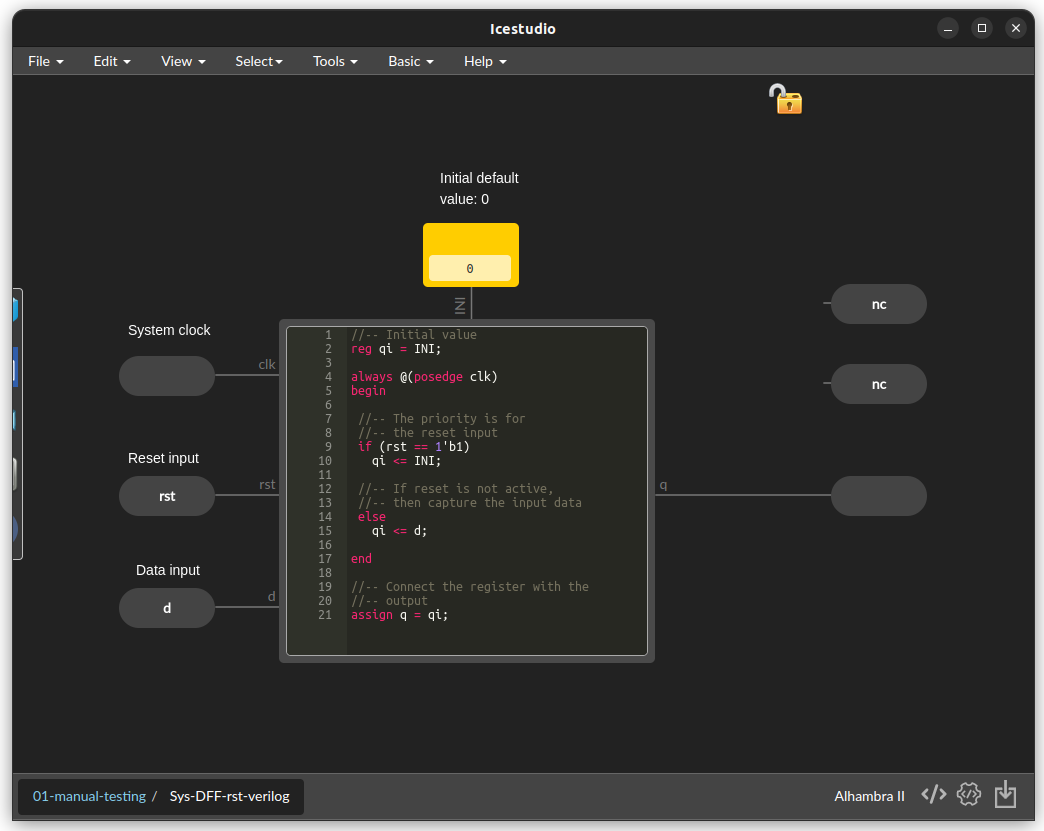 Icestudio
File Edit View Select Tools Basic Help
Initial default
value: 0
0
INI
nc
System clock
clk
nc
Reset input
rst
rst
q
Data input
d
d
1 //-- Initial value
2 reg qi = INI;
3
4 always @(posedge clk)
5 begin
6
7 //-- The priority is for
8 //-- the reset input
9 if (rst == 1'b1)
10 qi <= INI;
11
12 //-- If reset is not active,
13 //-- then capture the input data
14 else
15 qi <= d;
16
17 end
18
19 //-- Connect the register with the
20 //-- output
21 assign q = qi;
01-manual-testing / Sys-DFF-rst-verilog
Alhambra II </> </>